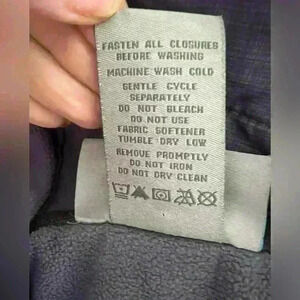 FASTEN ALL CLOSURES
BEFORE WASHING
MACHINE WASH COLD
GENTLE CYCLE
SEPARATELY
DO NOT BLEACH
DO NOT USE
FABRIC SOFTENER
TUMBLE DRY LOW
REMOVE PROMPTLY
DO NOT IRON
DO NOT DRY CLEAN